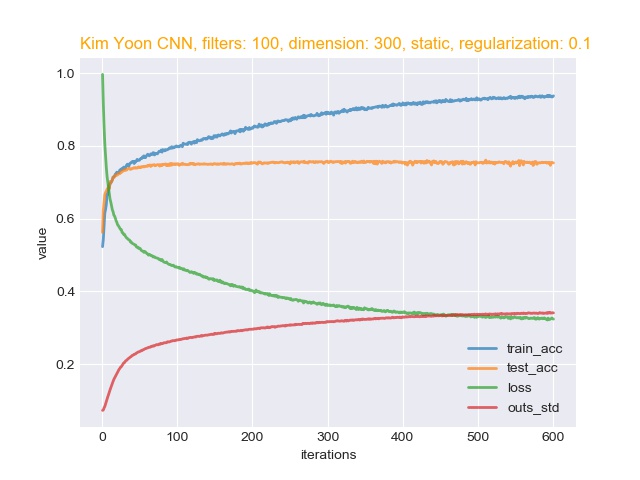 Kim Yoon CNN, filters: 100, dimension: 300, static, regularization: 0.1
1.0
0.8
0.6
0.4
0.2
value
train_acc
test_acc
loss
outs_std
0 100 200 300 400 500 600
iterations